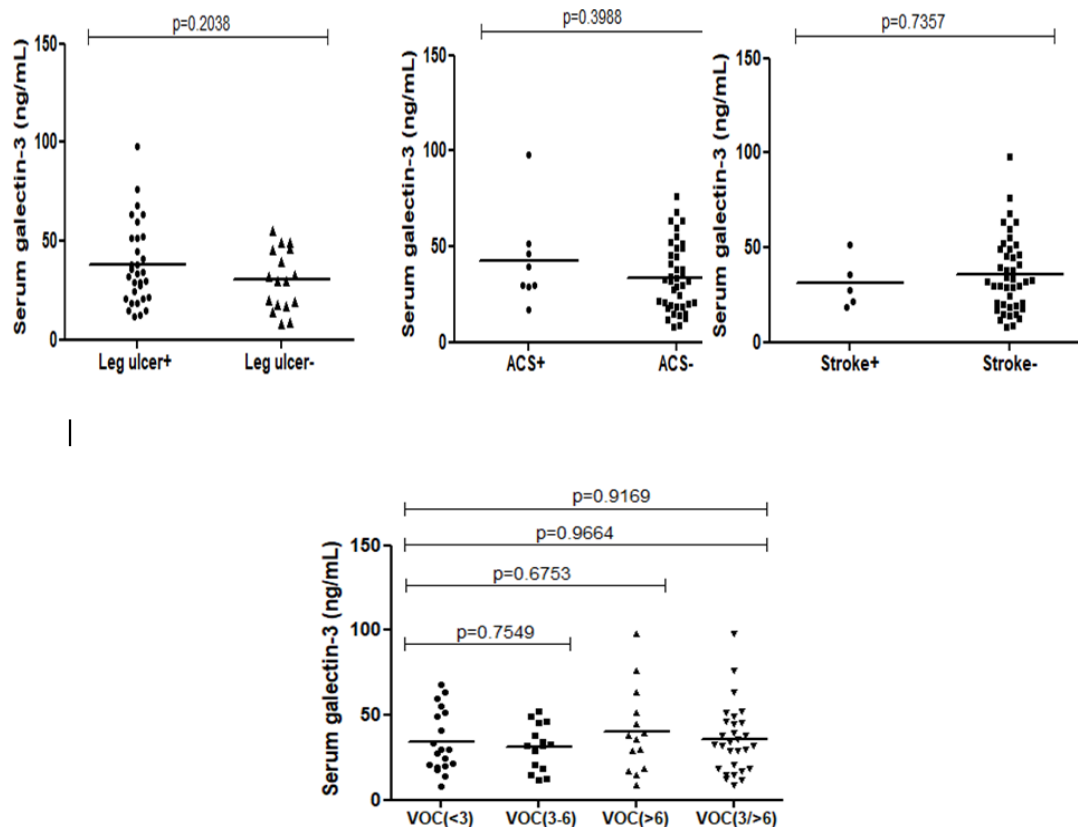 p=0.2038
150
100
50
0
Serum galectin-3 (ng/mL)
Leg ulcer+
Leg ulcer-
p=0.3988
150
100
50
0
Serum galectin-3 (ng/mL)
ACS+
ACS-
p=0.7357
150
100
50
0
Serum galectin-3 (ng/mL)
Stroke+
Stroke-
p=0.9169
p=0.9664
p=0.6753
p=0.7549
150
100
50
0
Serum galectin-3 (ng/mL)
VOC(<3)
VOC(3-6)
VOC(>6)
VOC(3/>6)